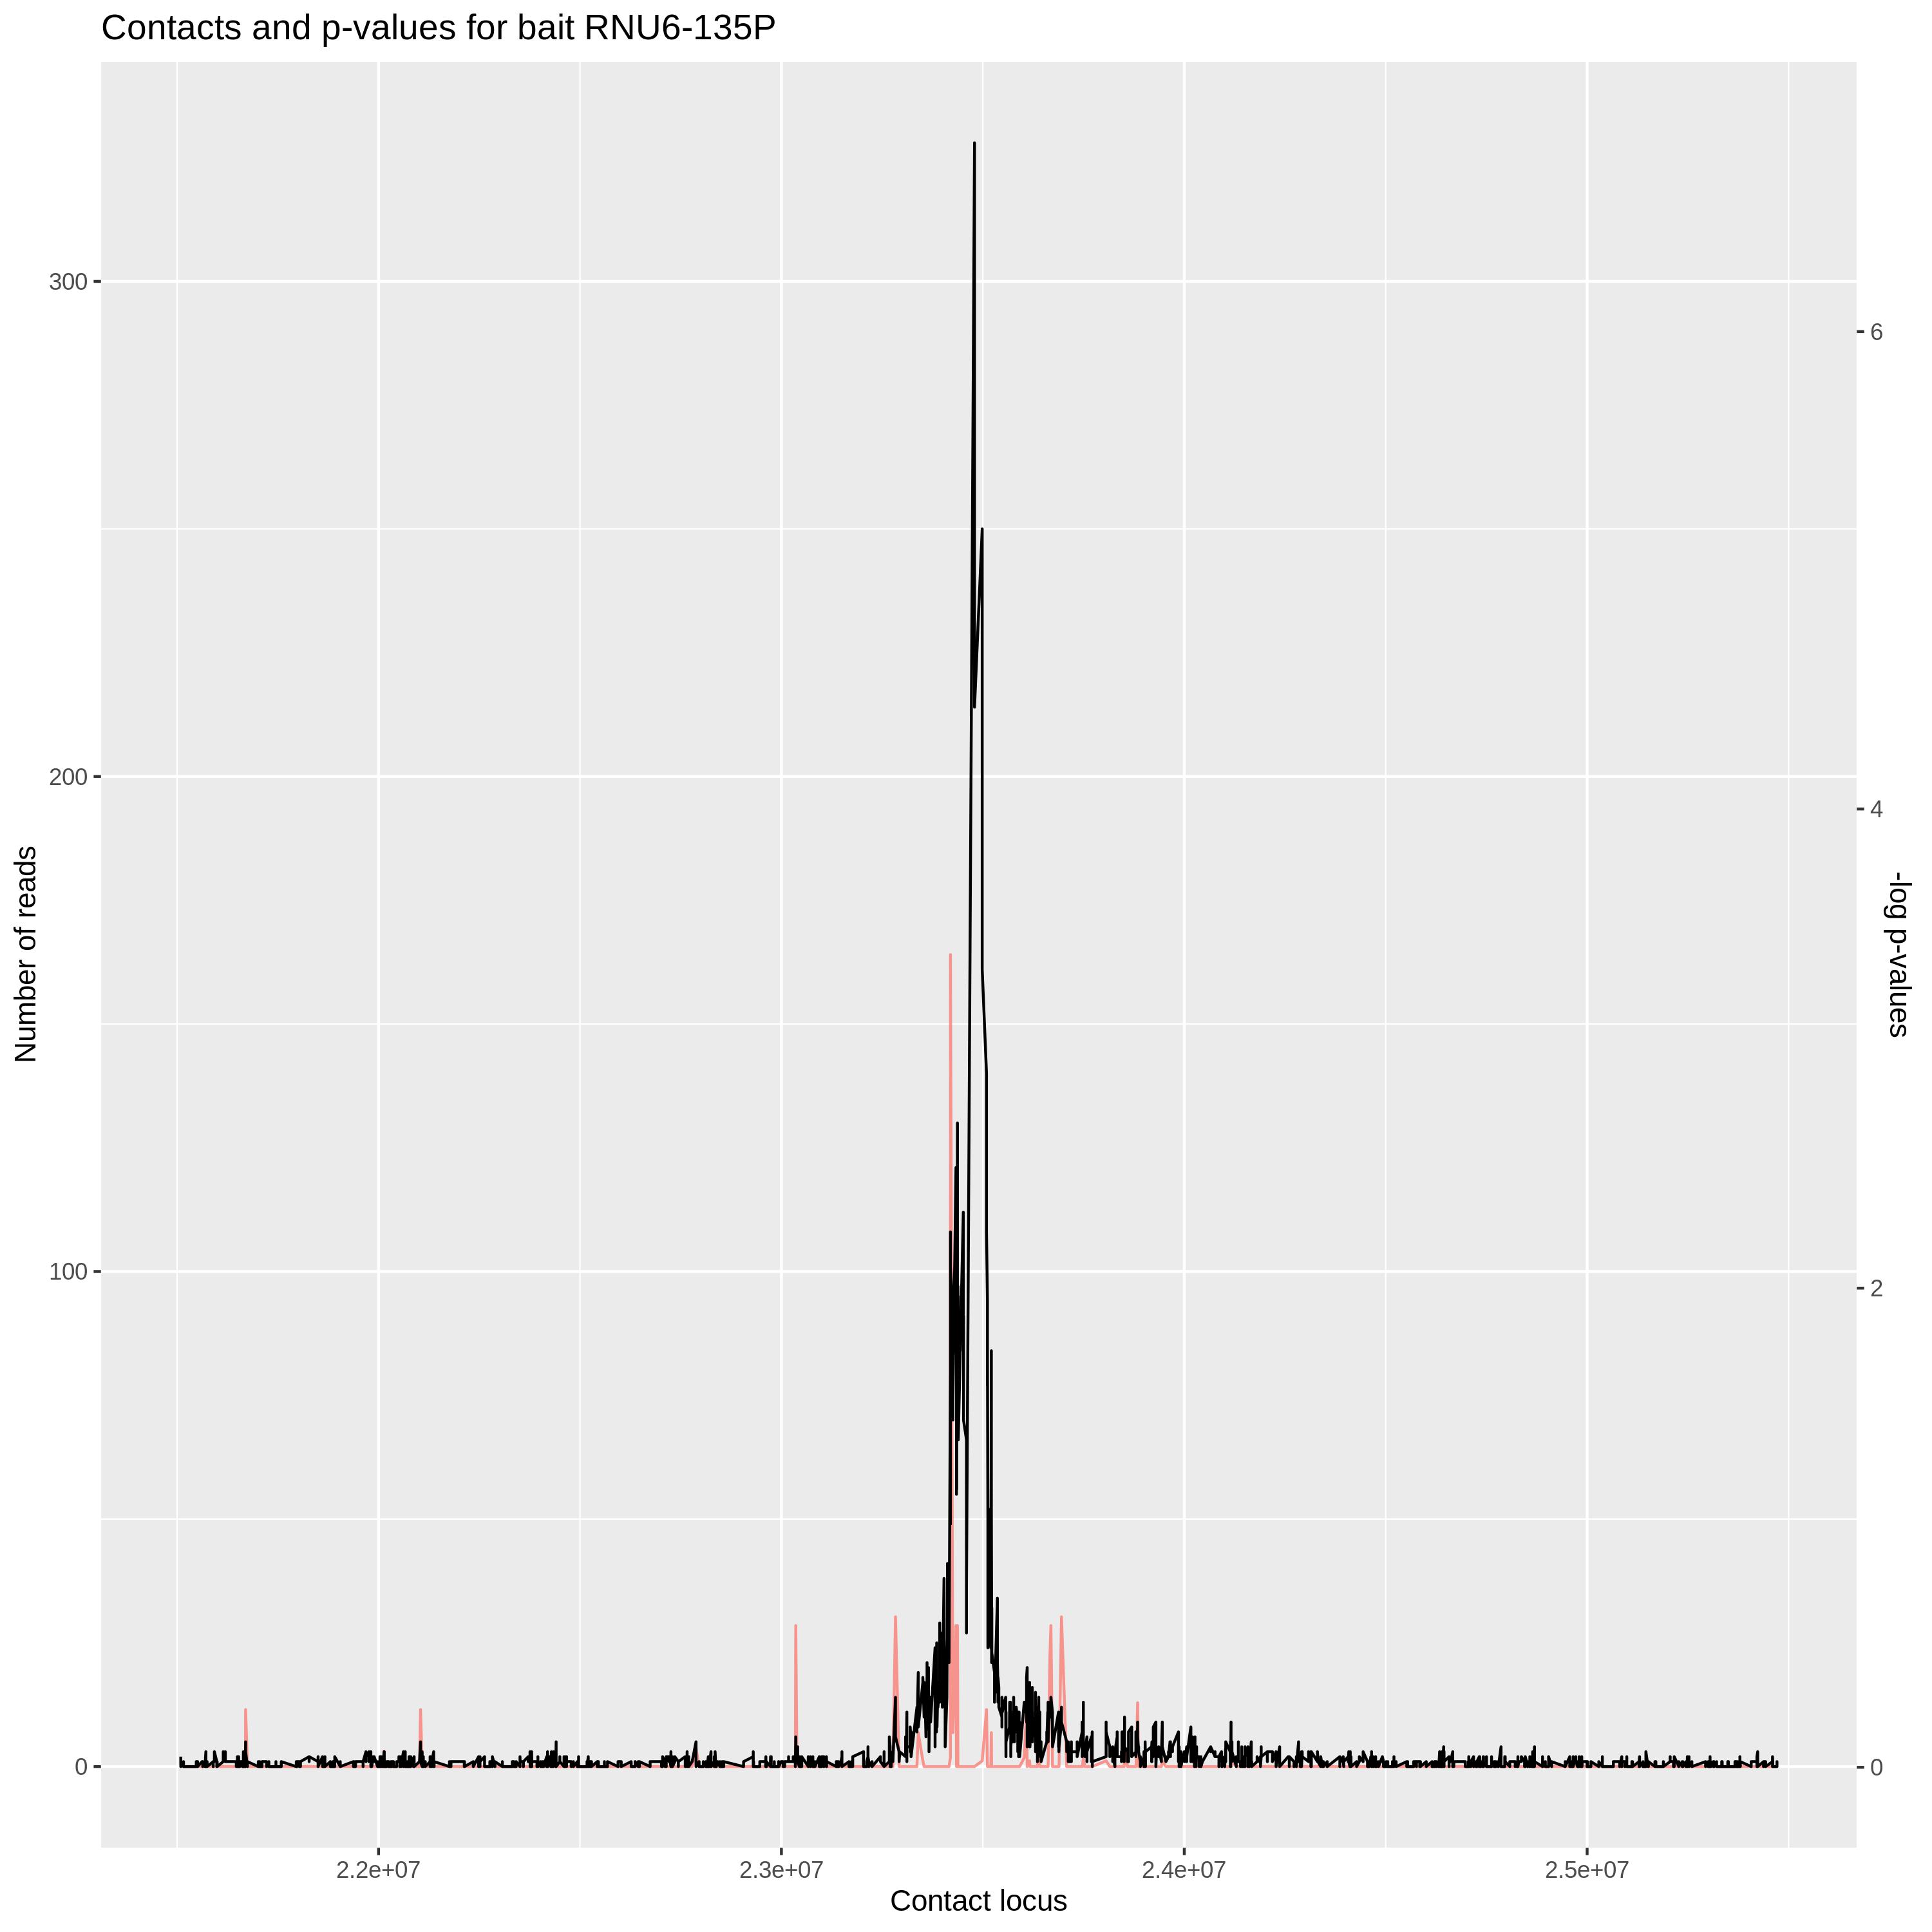 Contacts and p-values for bait RNU6-135P
300
200
100
0
Number of reads
6
4
2
0
-log p-values
2.2e+07
2.3e+07
2.4e+07
2.5e+07
Contact locus